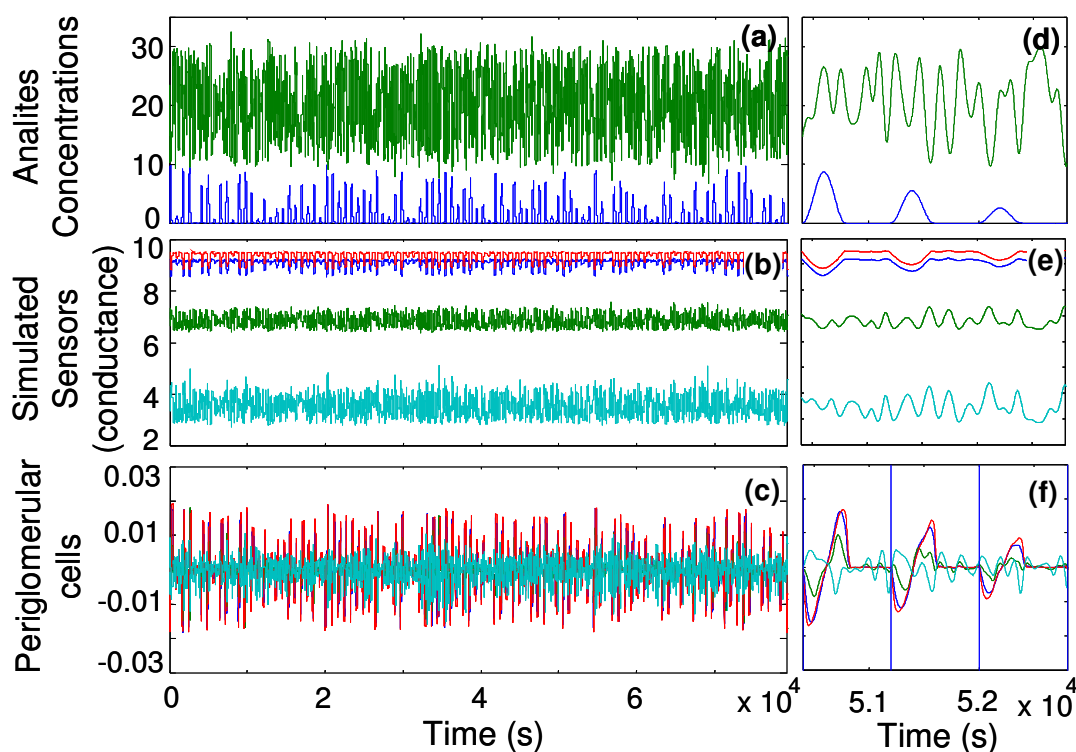 Analites
Concentrations
30
20
10
0
(a)
(d)
Simulated
Sensors
(conductance)
10
8
6
4
2
(b)
(e)
Periglomerular
cells
0.03
0.01
-0.01
-0.03
(c)
(f)
0
2
4
6
x 10^4
5.1
5.2
x 10^4
Time (s)
Time (s)